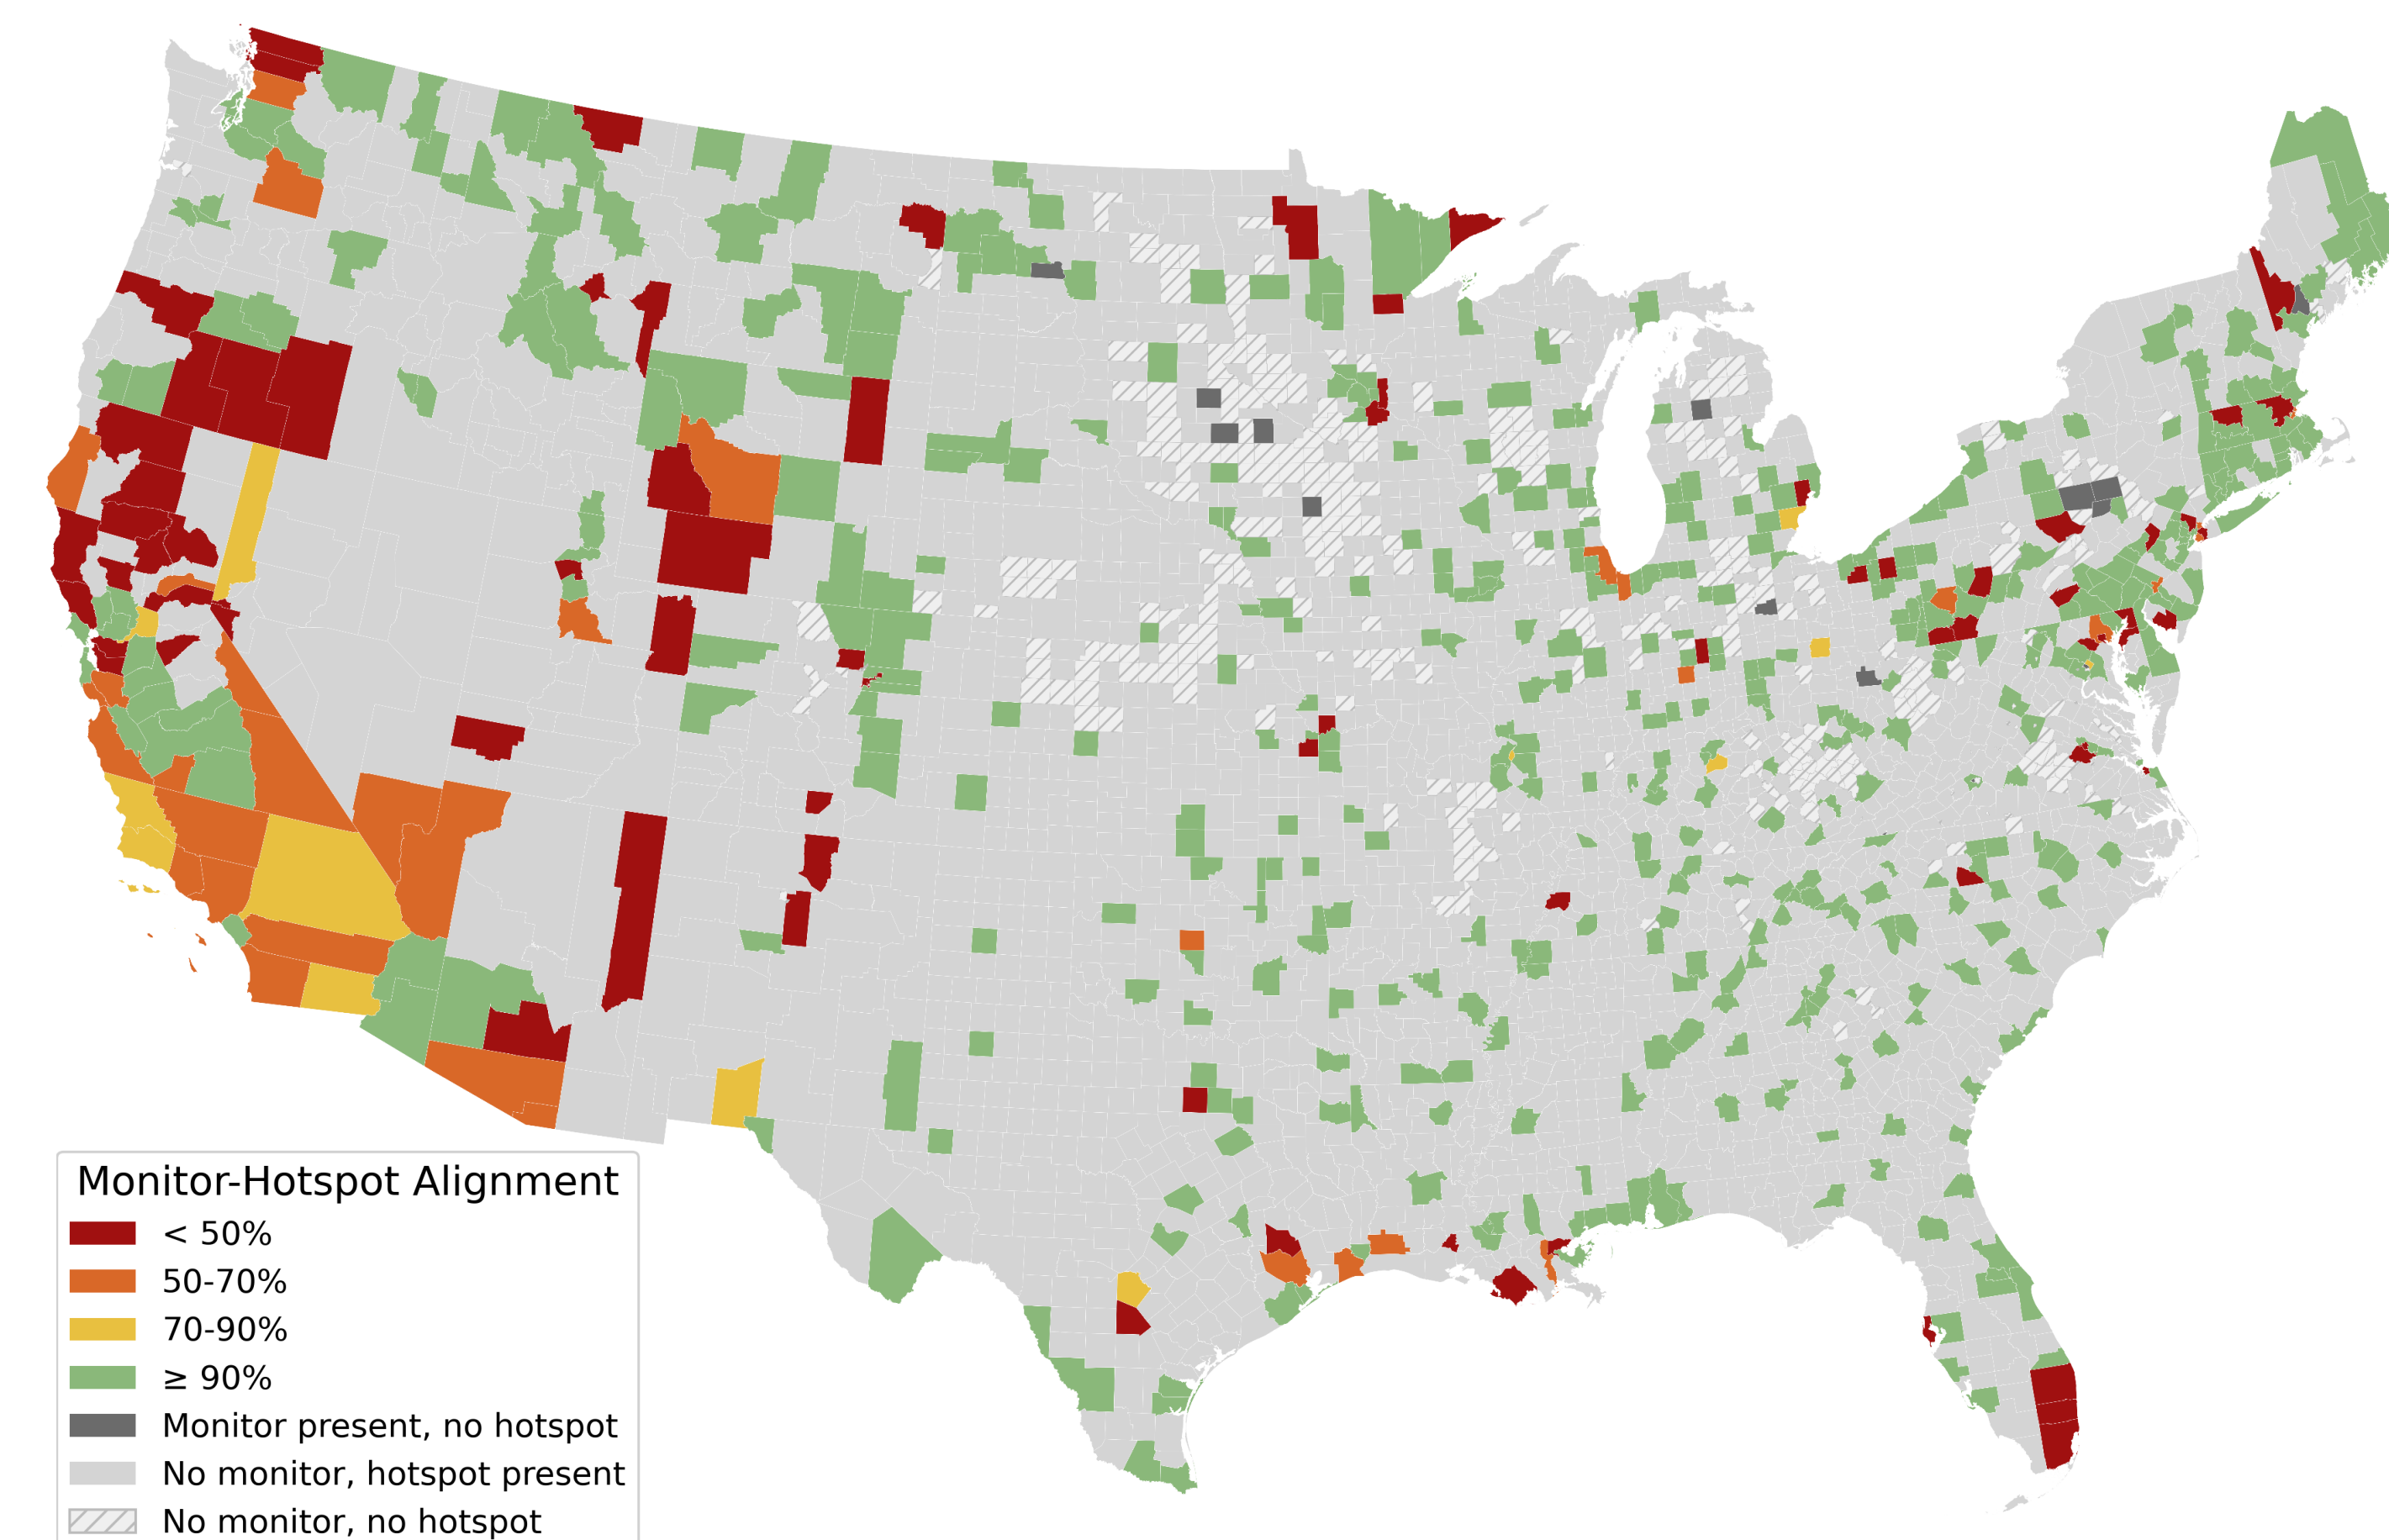 Monitor-Hotspot Alignment
< 50%
50-70%
70-90%
≥ 90%
Monitor present, no hotspot
No monitor, hotspot present
No monitor, no hotspot